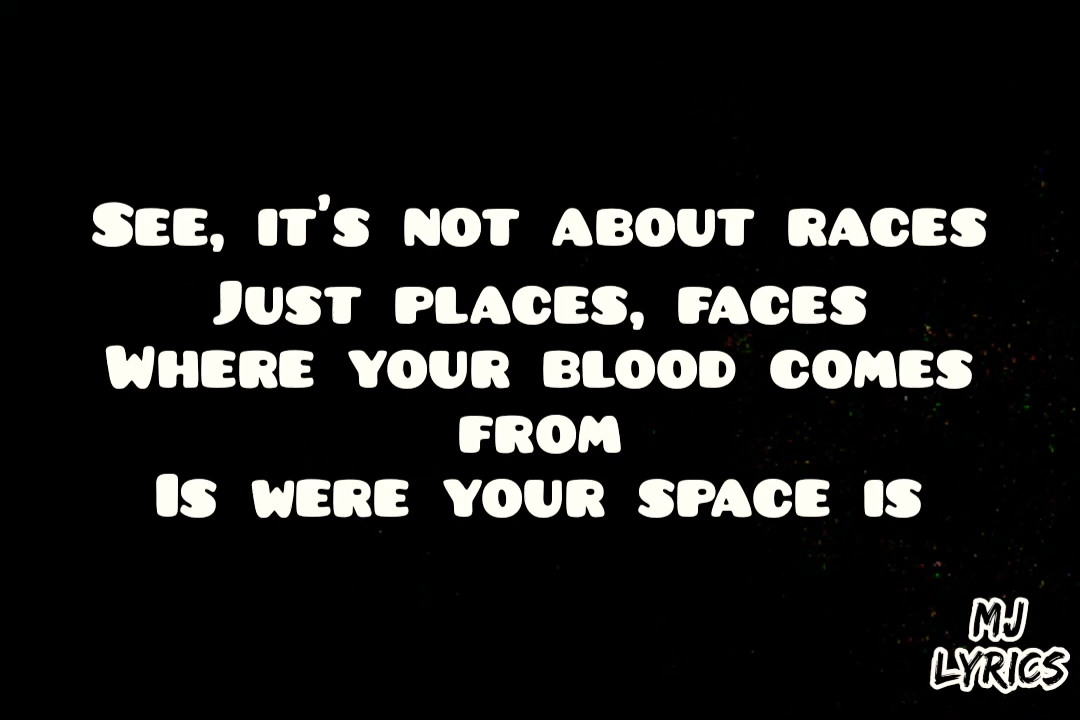 See, it's not about races
Just places, faces
Where your blood comes
from
Is were your space is
MJ
LYRICS